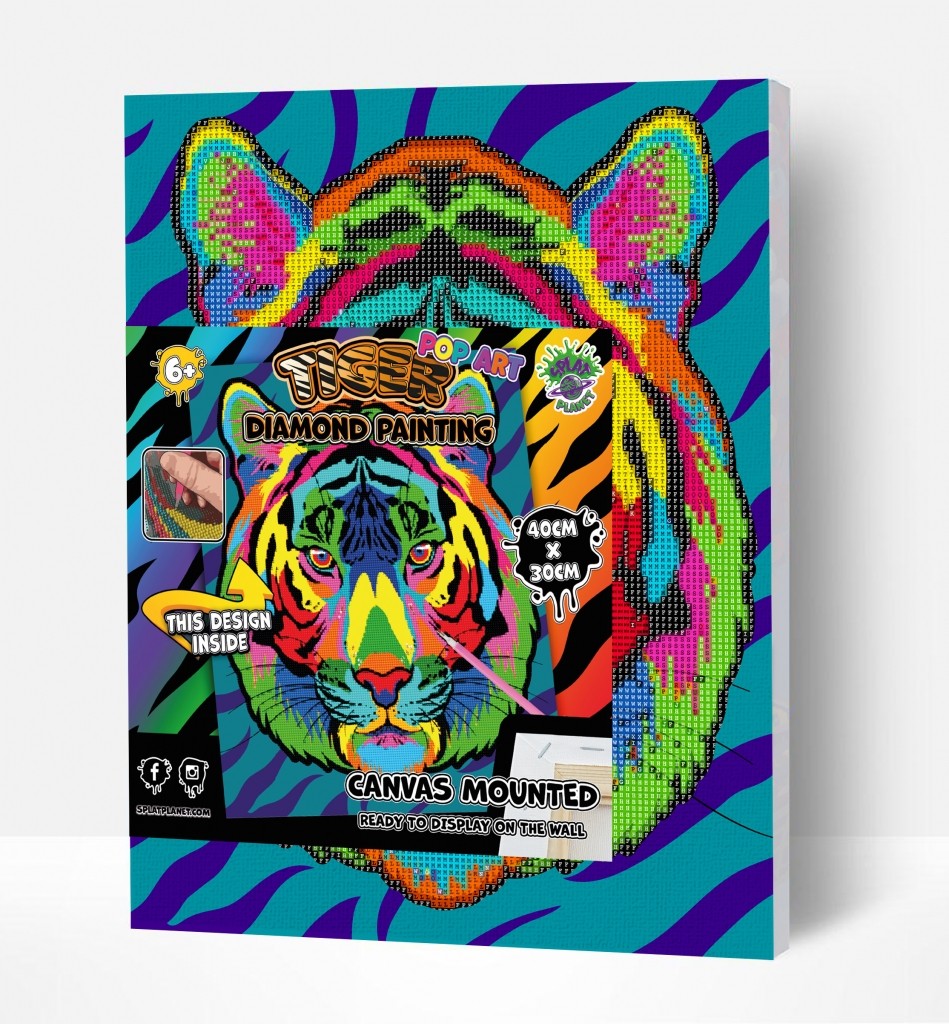 6+
POP ART
TIGER
SPLAT
PLANET
DIAMOND PAINTING
40CM
X
30CM
THIS DESIGN
INSIDE
CANVAS MOUNTED
READY TO DISPLAY ON THE WALL
SPLATPLANET.COM